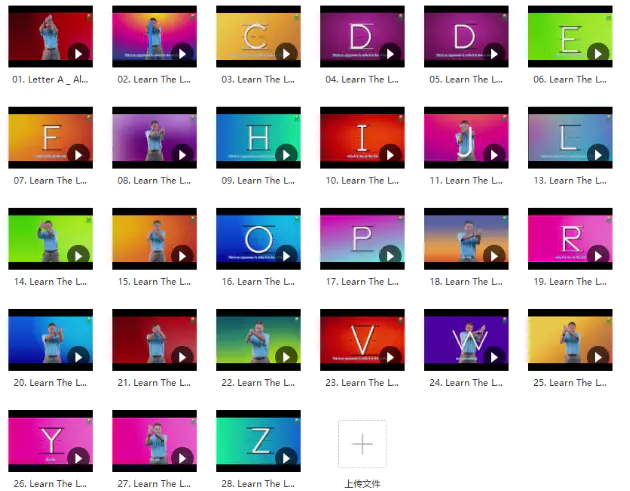 C
D
D
E
01. Letter A _ Al...
02. Learn The L...
03. Learn The L...
04. Learn The L...
05. Learn The L...
06. Learn The L...
F
H
I
J
L
07. Learn The L...
08. Learn The L...
09. Learn The L...
10. Learn The L...
11. Learn The L...
13. Learn The L...
O
P
R
14. Learn The L...
15. Learn The L...
16. Learn The L...
17. Learn The L...
18. Learn The L...
19. Learn The L...
V
W
20. Learn The L...
21. Learn The L...
22. Learn The L...
23. Learn The L...
24. Learn The L...
25. Learn The L...
Y
Z
26. Learn The L...
27. Learn The L...
28. Learn The L...
上传文件